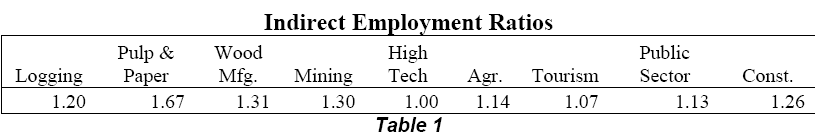 Indirect Employment Ratios
Pulp & Wood High Public
Logging Paper Mfg. Mining Tech Agr. Tourism Sector Const.
1.20 1.67 1.31 1.30 1.00 1.14 1.07 1.13 1.26
Table 1